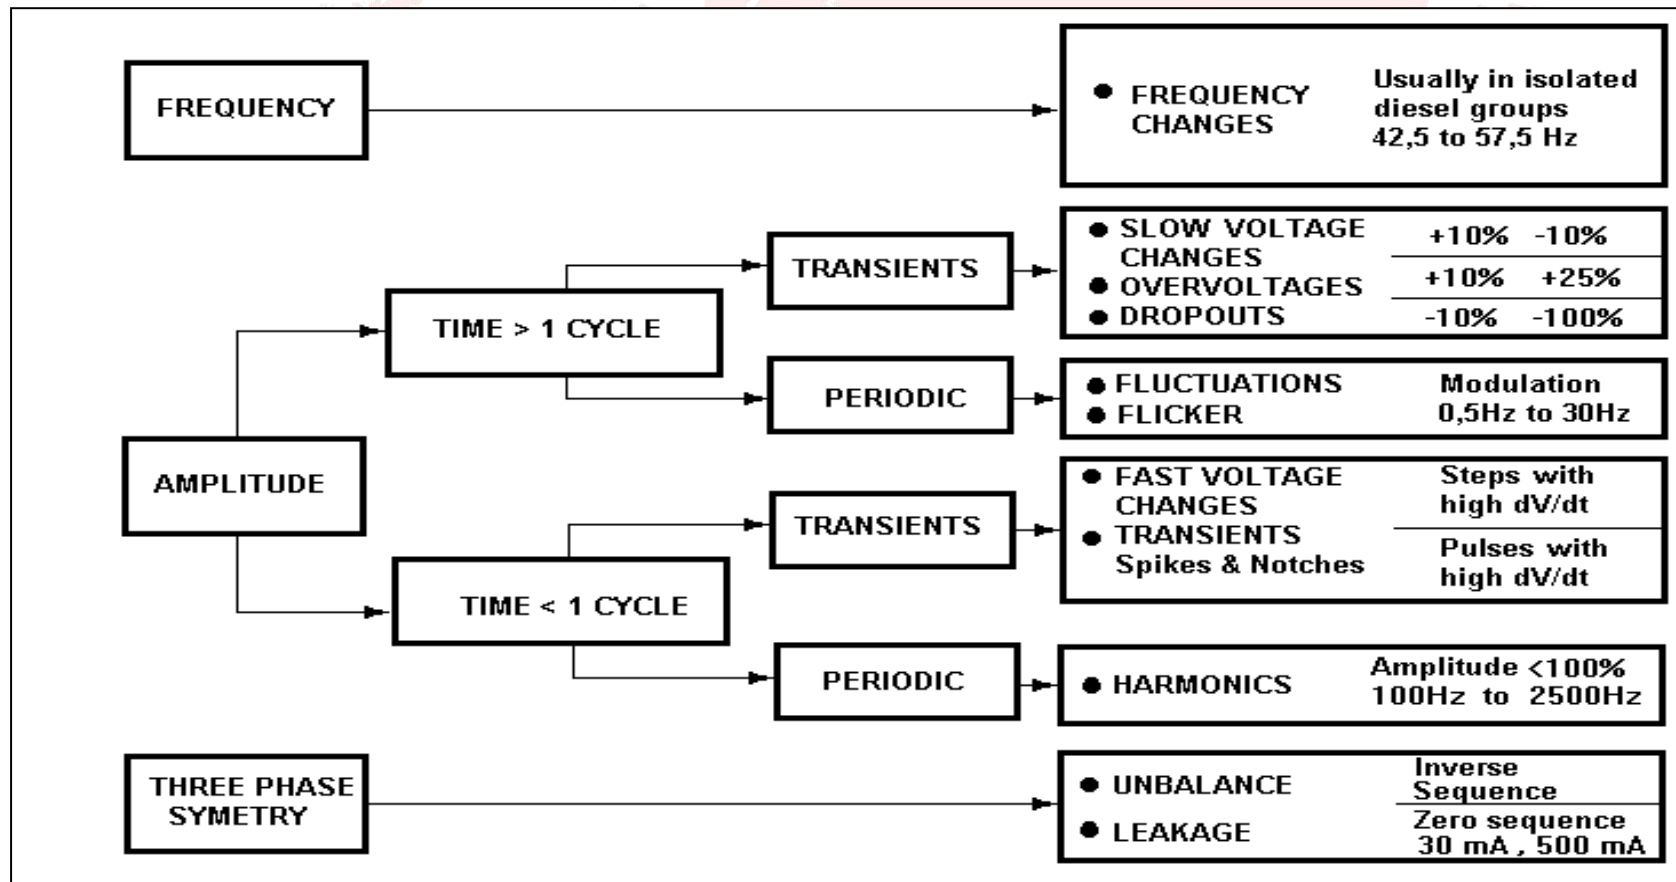 FREQUENCY
● FREQUENCY
CHANGES
Usually in isolated
diesel groups
42,5 to 57,5 Hz
AMPLITUDE
TIME > 1 CYCLE
TRANSIENTS
● SLOW VOLTAGE
CHANGES
● OVERVOLTAGES
● DROPOUTS
+10% -10%
+10% +25%
-10% -100%
PERIODIC
● FLUCTUATIONS
● FLICKER
Modulation
0,5Hz to 30Hz
TIME < 1 CYCLE
TRANSIENTS
● FAST VOLTAGE
CHANGES
● TRANSIENTS
Spikes & Notches
Steps with
high dV/dt
Pulses with
high dV/dt
PERIODIC
● HARMONICS
Amplitude <100%
100Hz to 2500Hz
THREE PHASE
SYMETRY
● UNBALANCE
● LEAKAGE
Inverse
Sequence
Zero sequence
30 mA , 500 mA